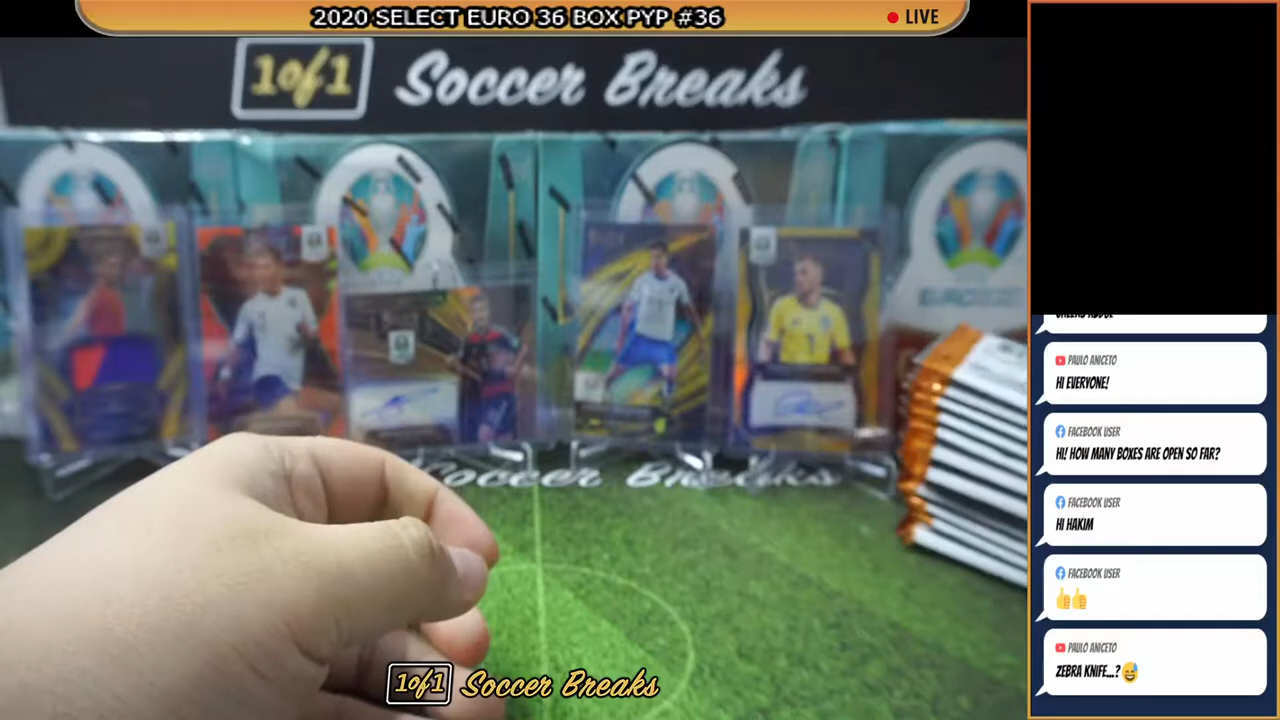 2020 SELECT EURO 36 BOX PYP #36
LIVE
1of1 Soccer Breaks
PAULO ANICETO
HI EVERYONE!
FACEBOOK USER
HI! HOW MANY BOXES ARE OPEN SO FAR?
FACEBOOK USER
HI HAKIM
FACEBOOK USER
👍👍
PAULO ANICETO
ZEBRA KNIFE...?😅
Soccer Breaks
1of1 Soccer Breaks